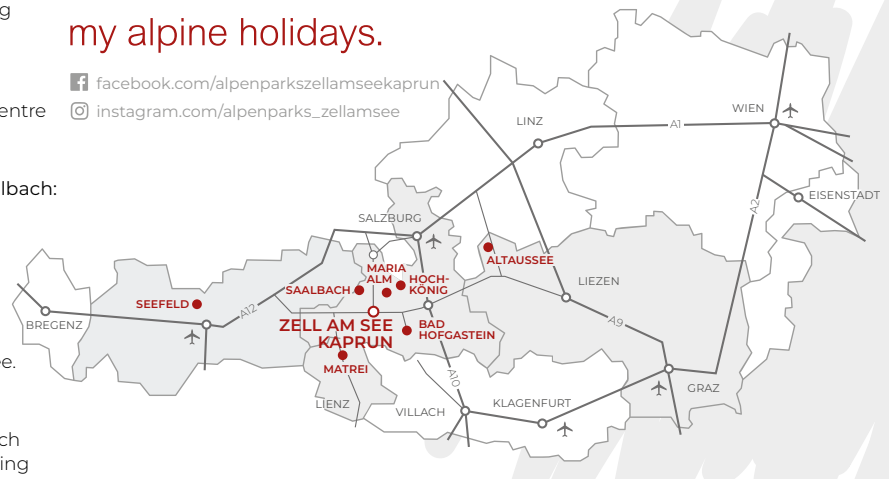 g
my alpine holidays.
facebook.com/alpenparkszellamseekaprun
instagram.com/alpenparks_zellamsee
entre
lbach:
WIEN
LINZ
A1
EISENSTADT
A2
SALZBURG
ALTAUSSEE
MARIA
ALM
HOCH-
KÖNIG
SAALBACH
LIEZEN
SEEFELD
A12
BREGENZ
ZELL AM SEE
KAPRUN
BAD
HOFGASTEIN
A9
e.
MATREI
A10
GRAZ
LIENZ
VILLACH
KLAGENFURT
ch
ing